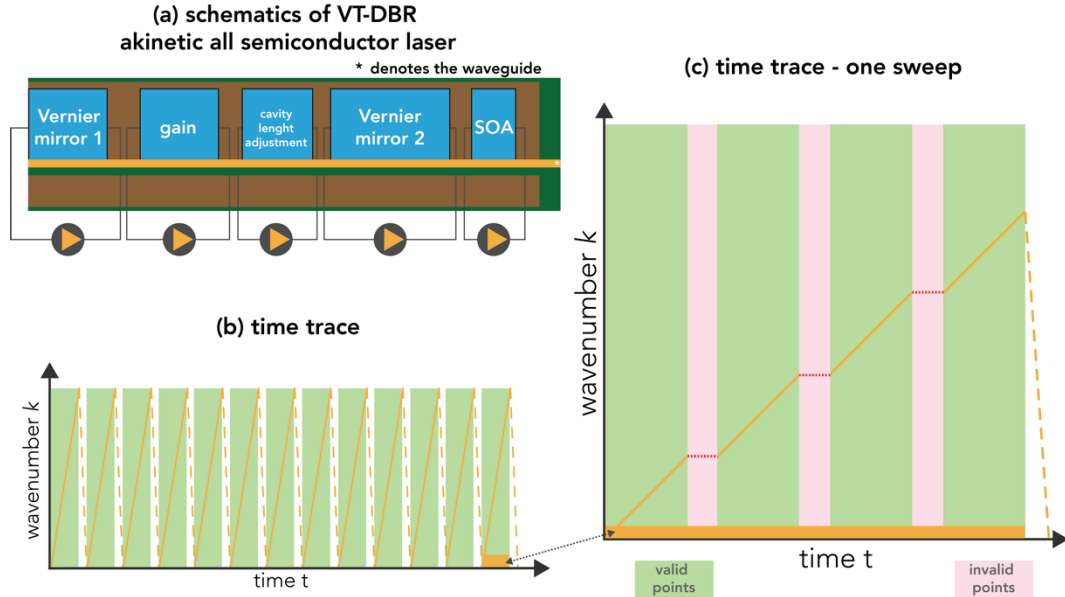 (a) schematics of VT-DBR
akinetic all semiconductor laser
* denotes the waveguide
Vernier
mirror 1
gain
cavity
lenght
adjustment
Vernier
mirror 2
SOA
*
(b) time trace
wavenumber k
time t
(c) time trace - one sweep
wavenumber k
time t
valid
points
invalid
points